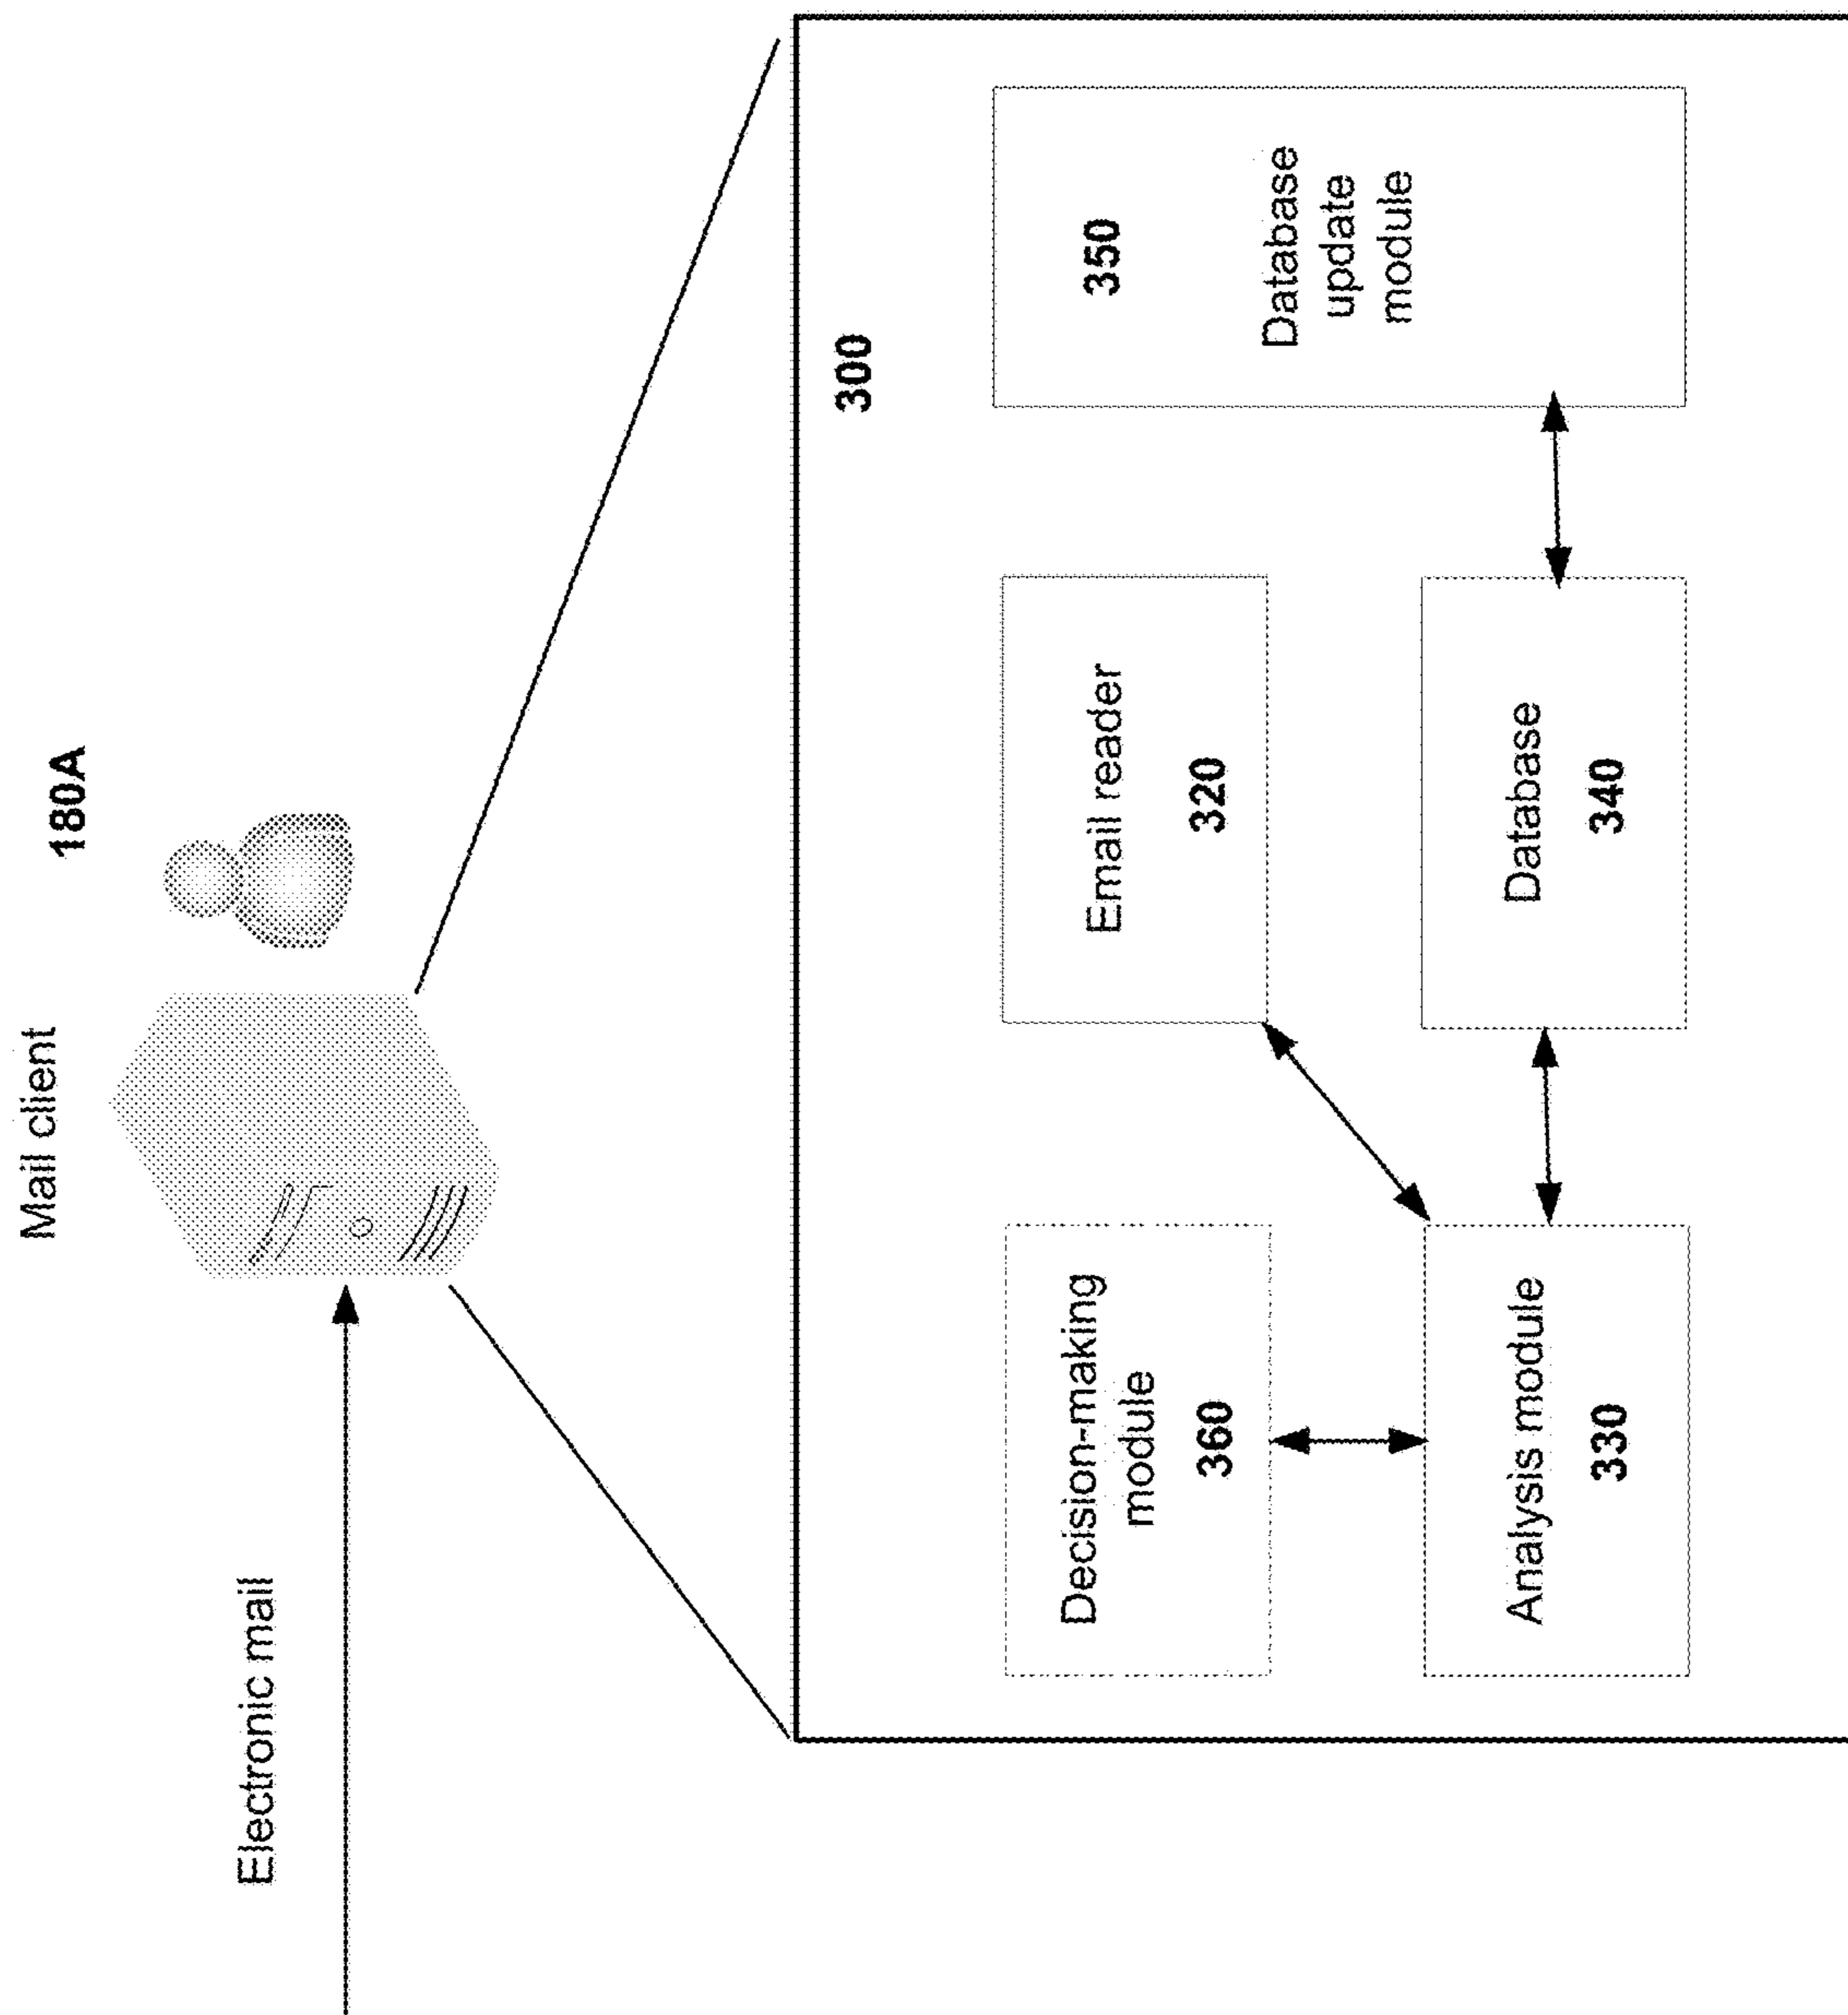 Mail client
180A
Electronic mail
300
Decision-making
module
360
Email reader
320
350
Database
update
module
Analysis module
330
Database
340